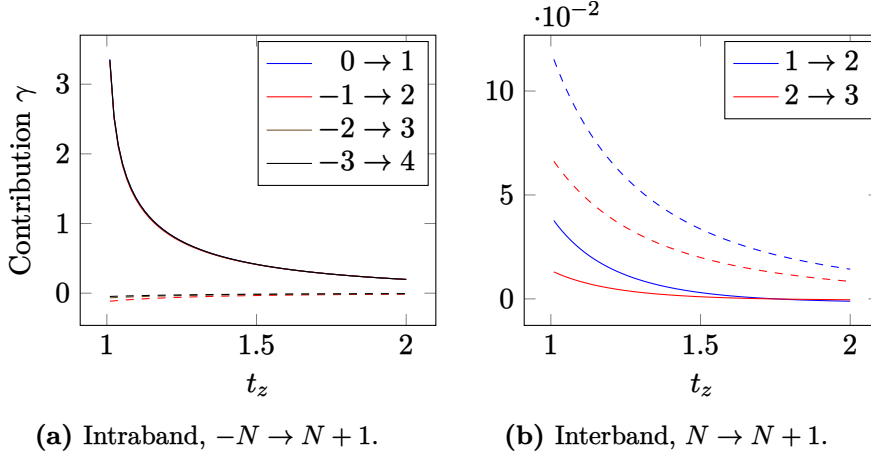 Contribution γ
3
2
1
0
1
1.5
2
t_z
0 → 1
−1 → 2
−2 → 3
−3 → 4
(a) Intraband, −N → N + 1.
·10⁻²
10
5
0
1
1.5
2
t_z
1 → 2
2 → 3
(b) Interband, N → N + 1.